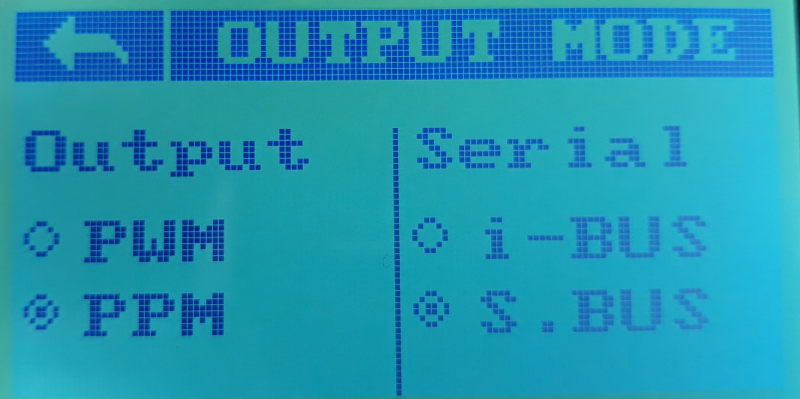 OUTPUT MODE
Output
PWM
PPM
Serial
i-BUS
S.BUS